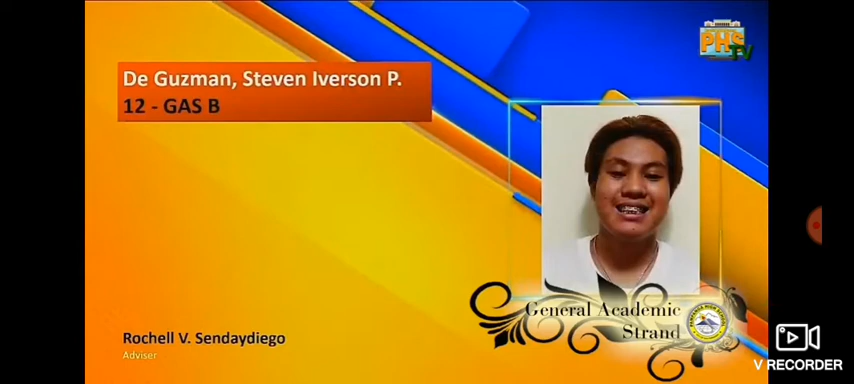 PHS
TV
De Guzman, Steven Iverson P.
12 - GAS B
General Academic
Strand
Rochell V. Sendaydiego
Adviser
V RECORDER